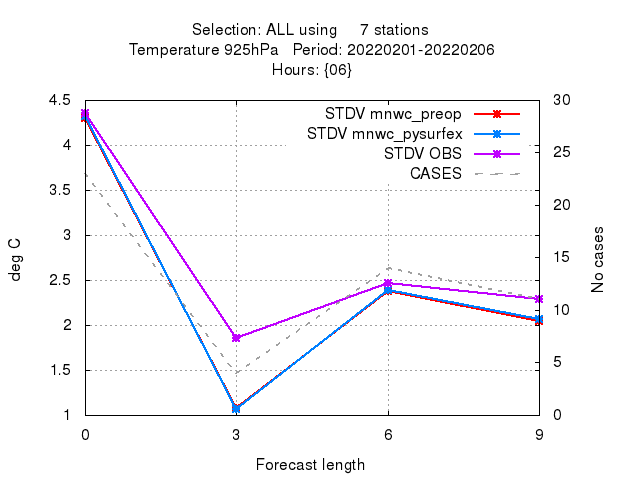 Selection: ALL using 7 stations
Temperature 925hPa Period: 20220201-20220206
Hours: {06}
4.5
4
3.5
3
2.5
2
1.5
1
deg C
STDV mnwc_preop
STDV mnwc_pysurfex
STDV OBS
CASES
30
25
20
15
10
5
0
No cases
0
3
6
9
Forecast length